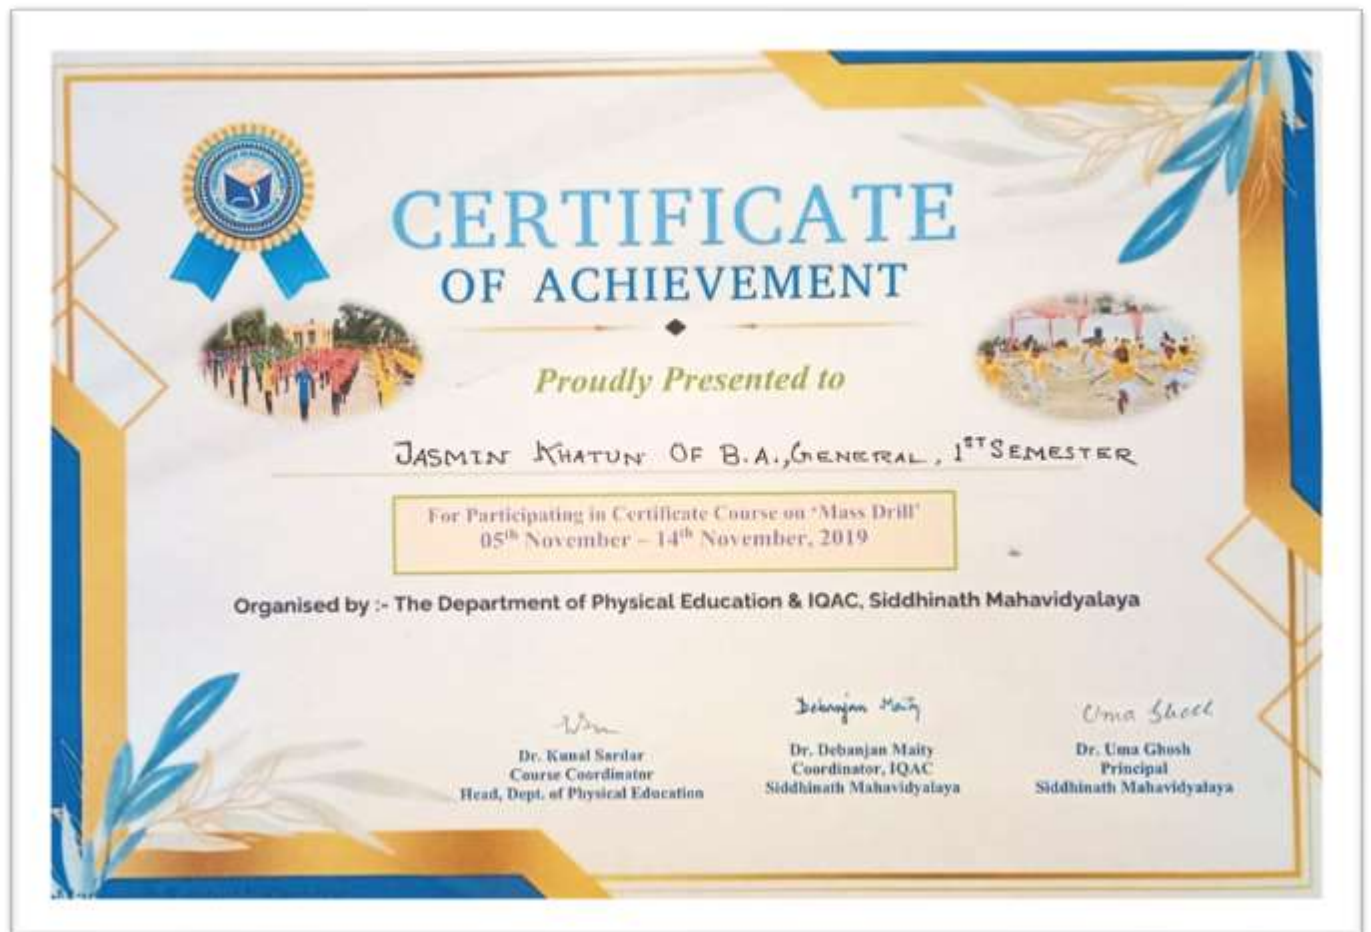 CERTIFICATE
OF ACHIEVEMENT
Proudly Presented to
JASMIN KHATUN OF B.A., GENERAL, 1ST SEMESTER
For Participating in Certificate Course on ‘Mass Drill’
05th November – 14th November, 2019
Organised by :- The Department of Physical Education & IQAC, Siddhinath Mahavidyalaya
Debanjan Maity
Uma Ghosh
Dr. Kunal Sardar
Course Coordinator
Head, Dept. of Physical Education
Dr. Debanjan Maity
Coordinator, IQAC
Siddhinath Mahavidyalaya
Dr. Uma Ghosh
Principal
Siddhinath Mahavidyalaya